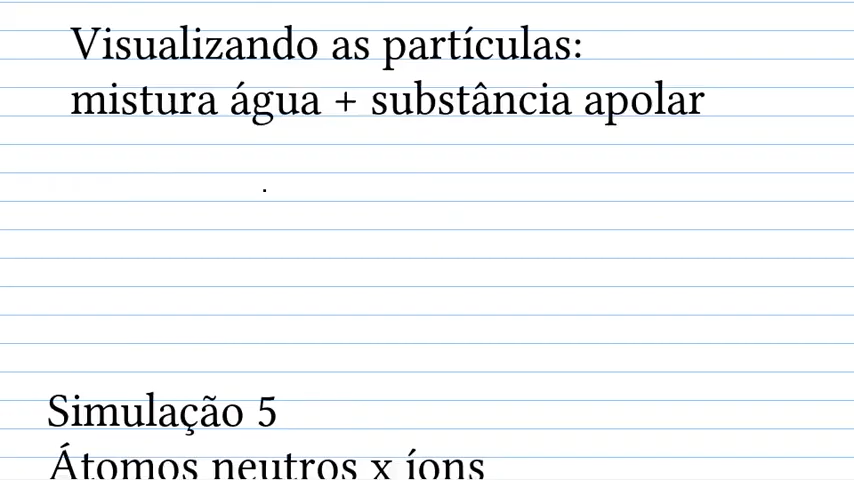 Visualizando as partículas:
mistura água + substância apolar
Simulação 5
Átomos neutros x íons